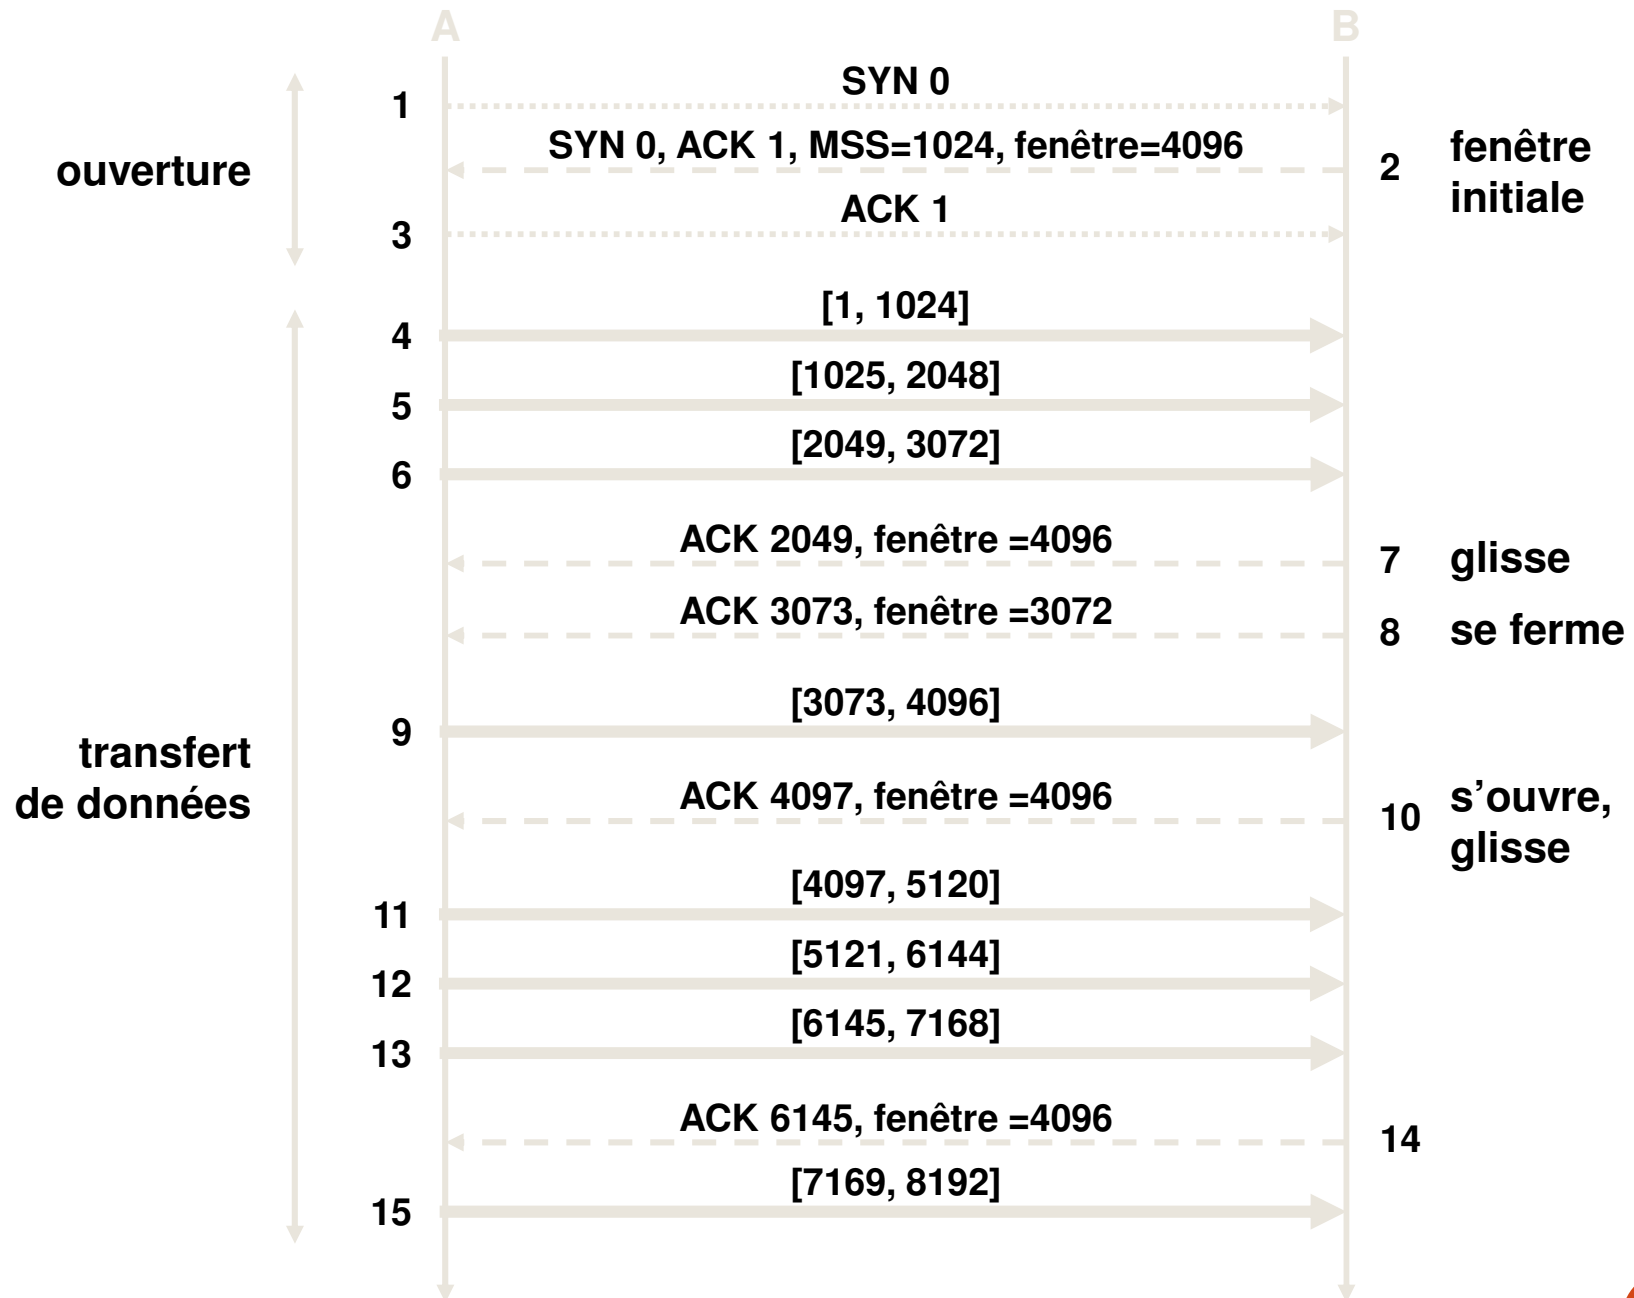 A
B
SYN 0
1
SYN 0, ACK 1, MSS=1024, fenêtre=4096
ouverture
2
fenêtre
initiale
ACK 1
3
[1, 1024]
4
[1025, 2048]
5
[2049, 3072]
6
ACK 2049, fenêtre =4096
7
glisse
ACK 3073, fenêtre =3072
8
se ferme
[3073, 4096]
9
transfert
de données
ACK 4097, fenêtre =4096
10
s’ouvre,
glisse
[4097, 5120]
11
[5121, 6144]
12
[6145, 7168]
13
ACK 6145, fenêtre =4096
14
[7169, 8192]
15